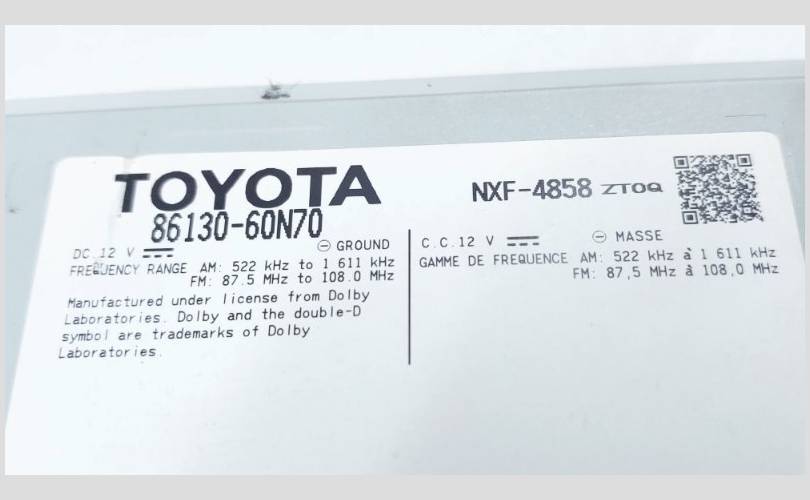 TOYOTA
86130-60N70
DC.12 V ⎓ ⊖ GROUND
FREQUENCY RANGE AM: 522 kHz to 1 611 kHz
FM: 87.5 MHz to 108.0 MHz
Manufactured under license from Dolby
Laboratories. Dolby and the double-D
symbol are trademarks of Dolby
Laboratories.
NXF-4858 ZTOQ
C.C.12 V ⎓ ⊖ MASSE
GAMME DE FREQUENCE AM: 522 kHz à 1 611 kHz
FM: 87,5 MHz à 108,0 MHz